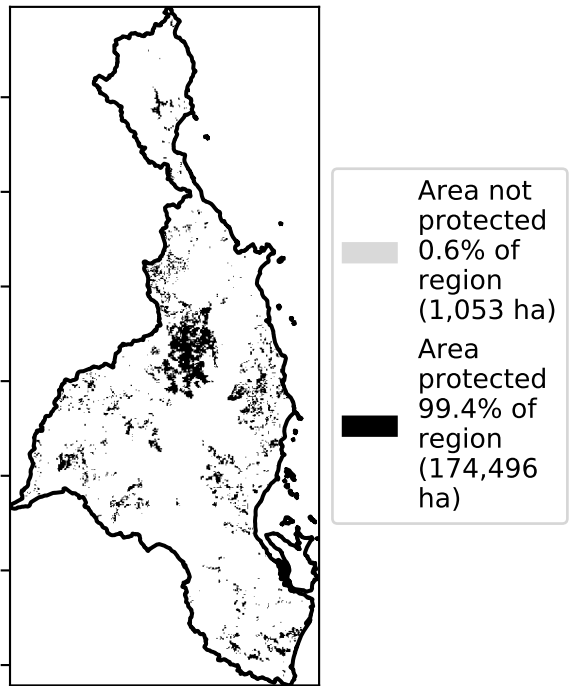 Area not
protected
0.6% of
region
(1,053 ha)
Area
protected
99.4% of
region
(174,496
ha)